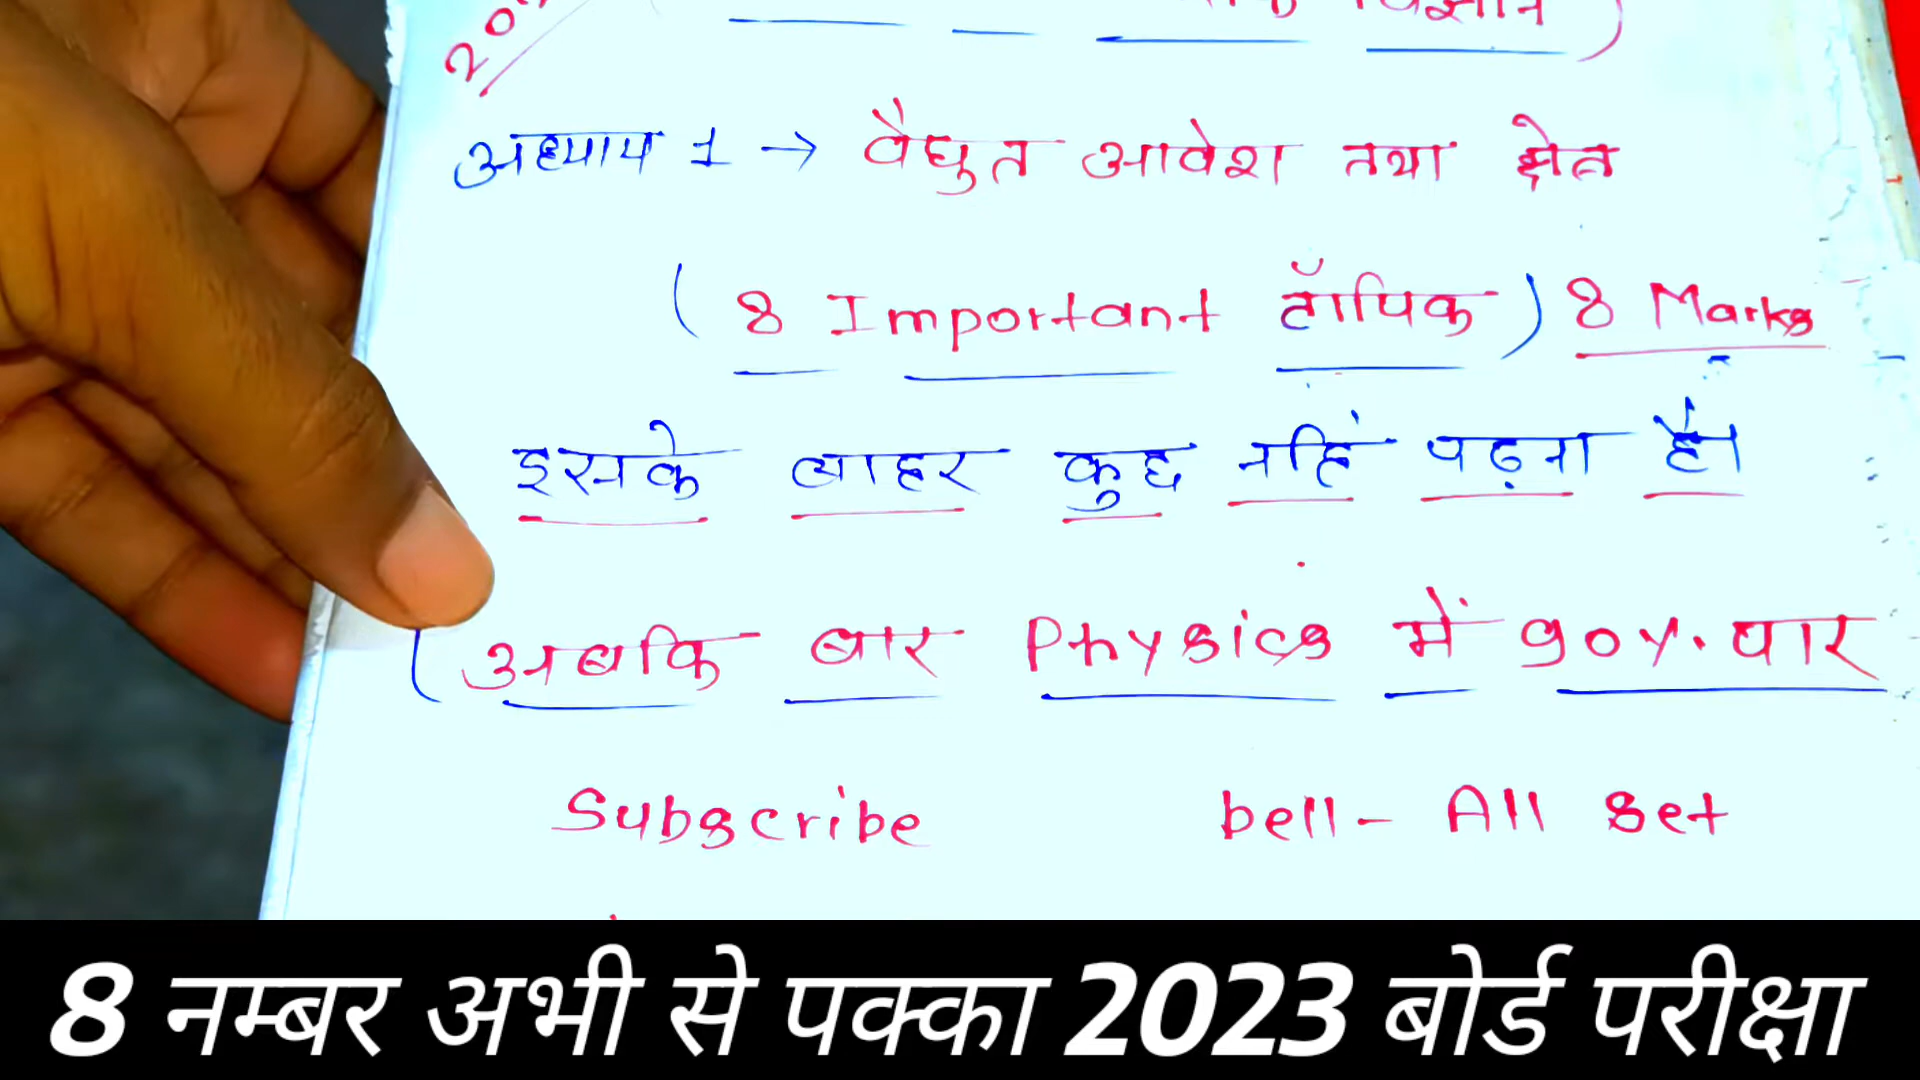 विज्ञान )
अध्याय 1 → वैद्युत आवेश तथा क्षेत्र
( 8 Important टॉपिक ) 8 Marks
इसके बाहर कुछ नहिं पढ़ना है।
( अबकि बार Physics में 90%. पार
Subscribe bell - All set
8 नम्बर अभी से पक्का 2023 बोर्ड परीक्षा